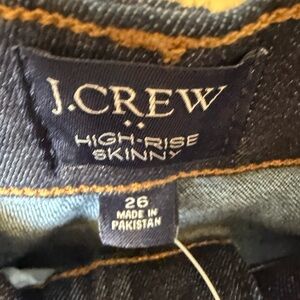 J.CREW
HIGH-RISE
SKINNY
26
MADE IN
PAKISTAN